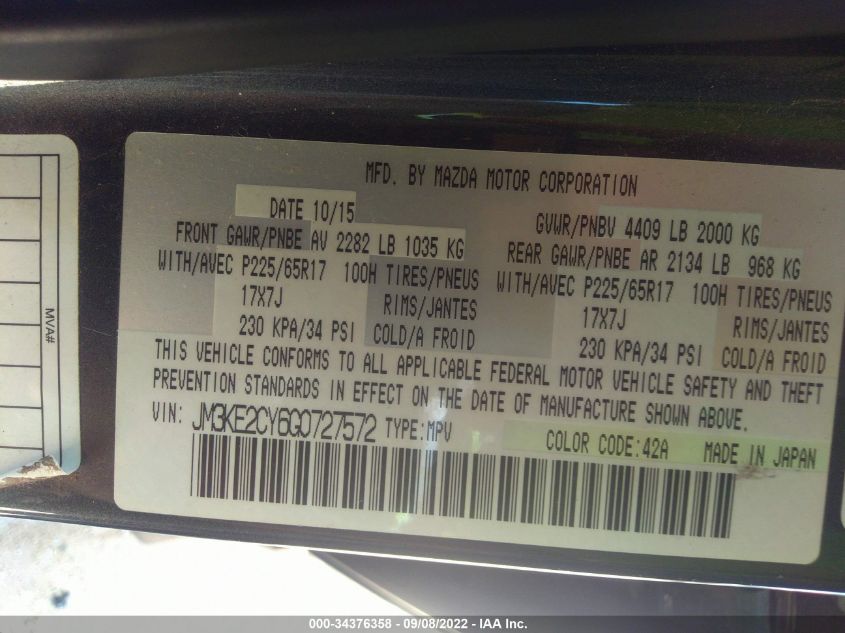 MFD. BY MAZDA MOTOR CORPORATION
DATE 10/15
GVWR/PNBV 4409 LB 2000 KG
FRONT GAWR/PNBE AV 2282 LB 1035 KG
REAR GAWR/PNBE AR 2134 LB 968 KG
WITH/AVEC P225/65R17 100H TIRES/PNEUS
WITH/AVEC P225/65R17 100H TIRES/PNEUS
17X7J RIMS/JANTES
17X7J RIMS/JANTES
230 KPA/34 PSI COLD/A FROID
230 KPA/34 PSI COLD/A FROID
THIS VEHICLE CONFORMS TO ALL APPLICABLE FEDERAL MOTOR VEHICLE SAFETY AND THEFT
PREVENTION STANDARDS IN EFFECT ON THE DATE OF MANUFACTURE SHOWN ABOVE.
VIN: JM3KE2CY6G0727572 TYPE:MPV
COLOR CODE:42A MADE IN JAPAN
MVA#
000-34376358 - 09/08/2022 - IAA Inc.